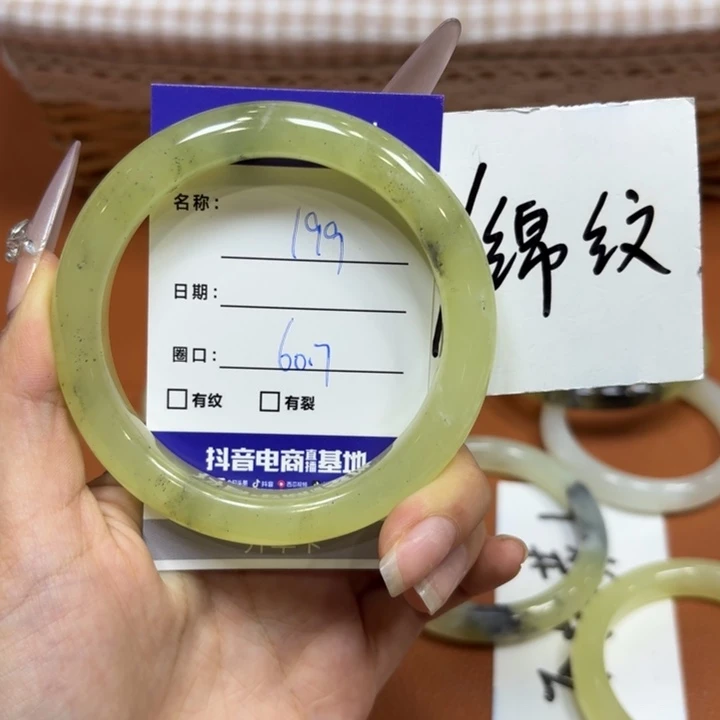 名称: 199
日期:
圈口: 60.7
□有纹 □有裂
抖音电商直播基地
绵纹